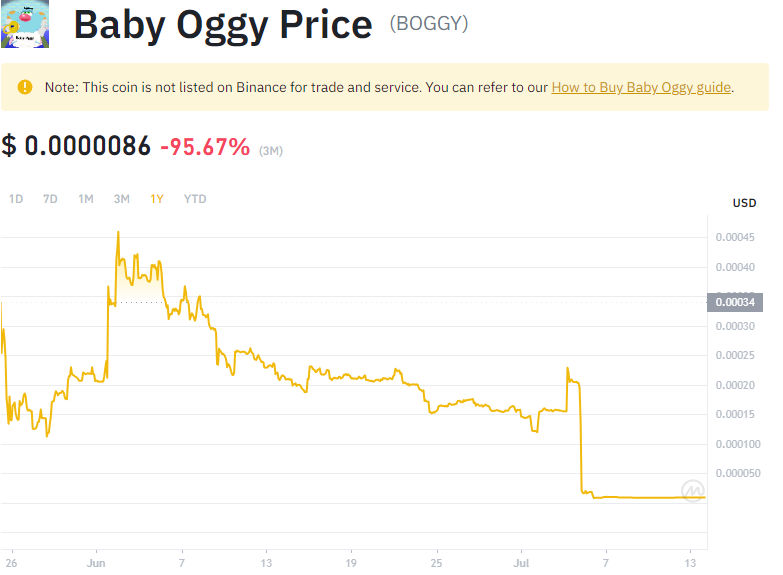 Baby Oggy Price (BOGGY)
Note: This coin is not listed on Binance for trade and service. You can refer to our How to Buy Baby Oggy guide.
$ 0.0000086 -95.67% (3M)
1D 7D 1M 3M 1Y YTD
USD
0.00045
0.00040
0.00034
0.00030
0.00025
0.00020
0.00015
0.000100
0.000050
26 Jun 7 13 19 25 Jul 7 13